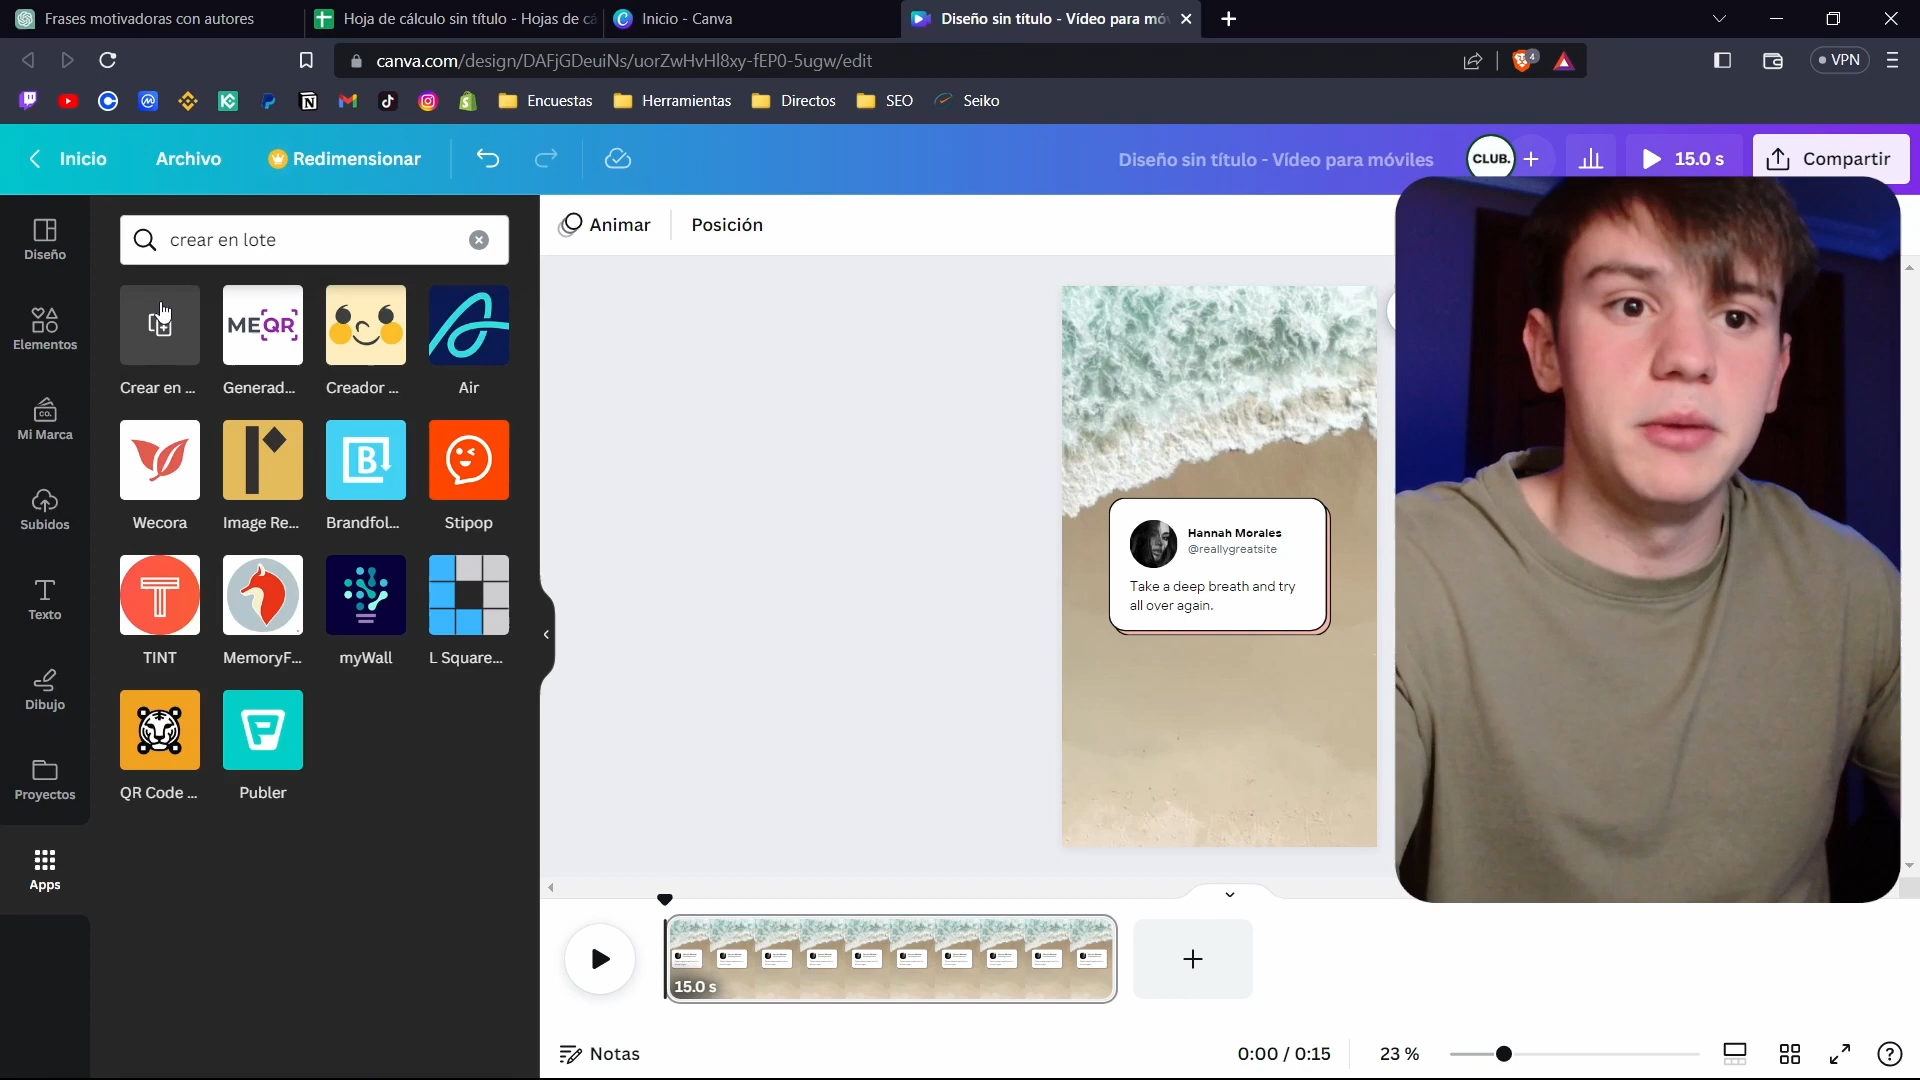 Frases motivadoras con autores
Hoja de cálculo sin título - Hojas de cá
Inicio - Canva
Diseño sin título - Vídeo para mó
canva.com/design/DAFjGDeuiNs/uorZwHvHl8xy-fEP0-5ugw/edit
4
VPN
Encuestas
Herramientas
Directos
SEO
Seiko
Inicio
Archivo
Redimensionar
Diseño sin título - Vídeo para móviles
CLUB.
15.0 s
Compartir
Diseño
Elementos
CO.
Mi Marca
Subidos
Texto
Dibujo
Proyectos
Apps
crear en lote
Animar
Posición
MEQR
Crear en ...
Generad...
Creador ...
Air
Wecora
Image Re...
Brandfol...
Stipop
TINT
MemoryF...
myWall
L Square...
QR Code ...
Publer
Hannah Morales
@reallygreatsite
Take a deep breath and try
all over again.
15.0 s
Notas
0:00 / 0:15
23 %